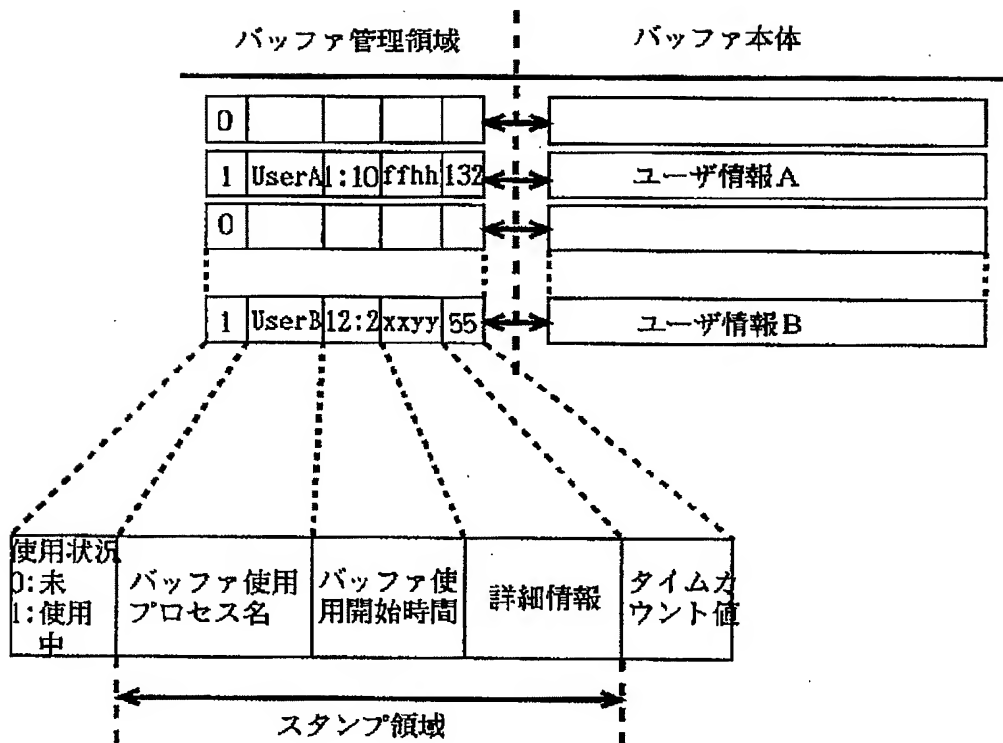 バッファ管理領域 バッファ本体
0
1 UserA 1:10 ffhh 132 ユーザ情報A
0
1 UserB 12:2 xxyy 55 ユーザ情報B
使用状況
0:未
1:使用
中
バッファ使用
プロセス名
バッファ使
用開始時間
詳細情報
タイムカ
ウント値
スタンプ領域